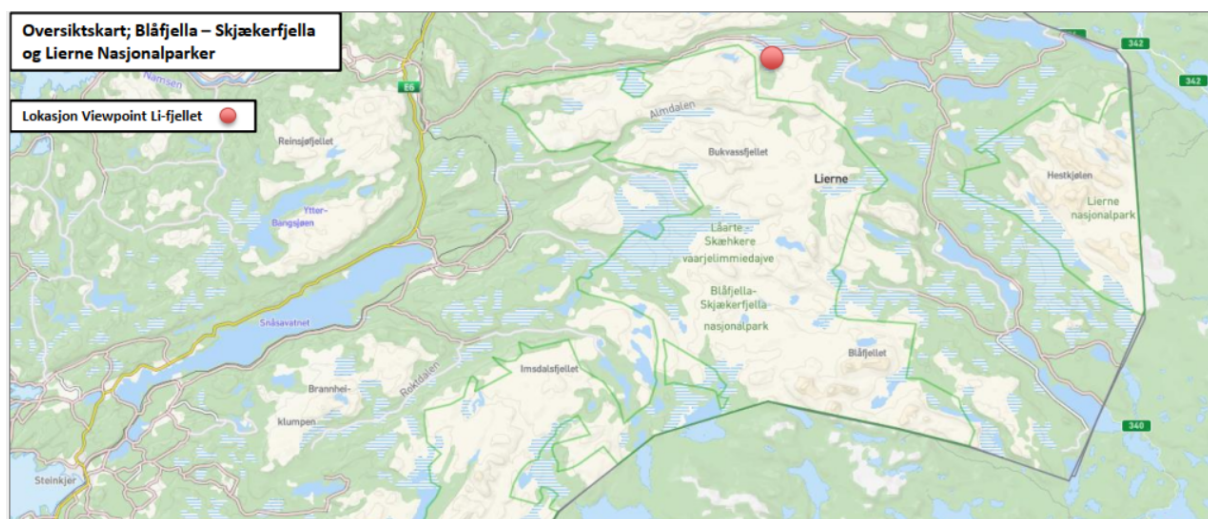 Oversiktskart; Blåfjella – Skjækerfjella
og Lierne Nasjonalparker
Lokasjon Viewpoint Li-fjellet
Namsen
E6
342
342
Almdalen
Reinsjøfjellet
Bukvassfjellet
Lierne
Hestkjølen
Lierne
nasjonalpark
Ytter-
Bangsjøen
Låarte -
Skæhkere
vaarjelimmiedajve
Blåfjella-
Skjækerfjella
nasjonalpark
Snåsavatnet
Blåfjellet
Imsdalsfjellet
Roktdalen
Brannhei-
klumpen
340
Steinkjer